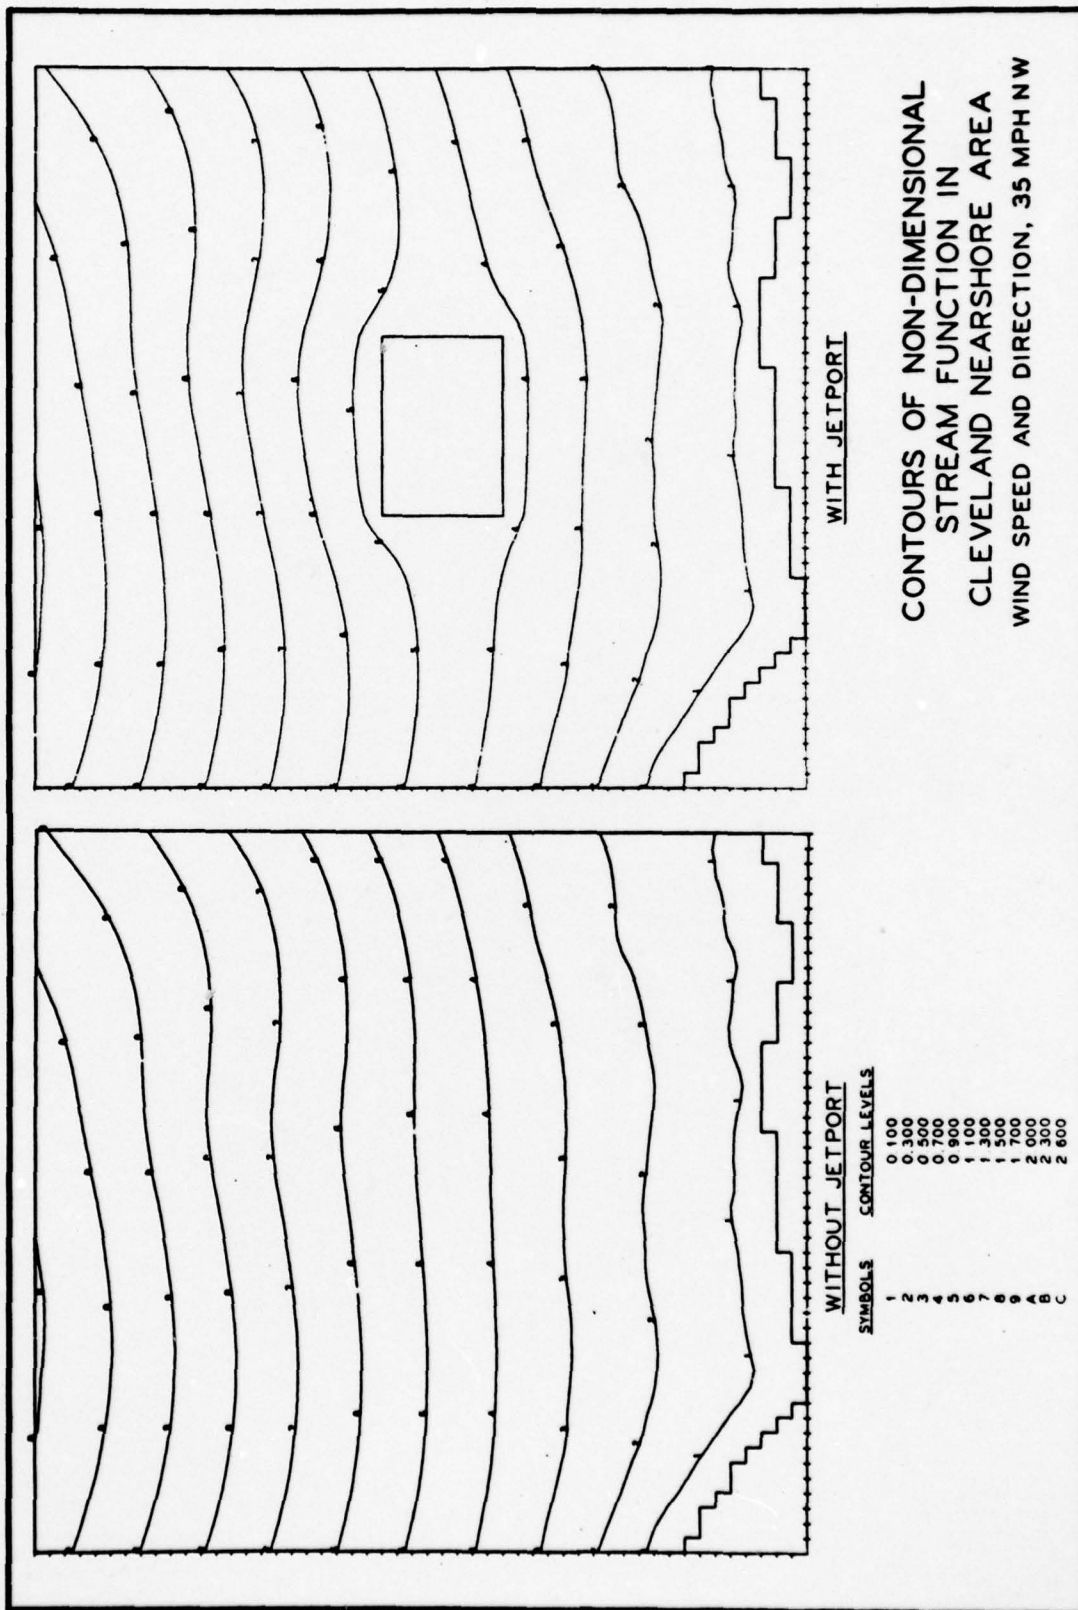 WITHOUT JETPORT
WITH JETPORT
SYMBOLS CONTOUR LEVELS
1 0.100
2 0.300
3 0.500
4 0.700
5 0.900
6 1.100
7 1.300
8 1.500
9 1.700
A 2.000
B 2.300
C 2.600
CONTOURS OF NON-DIMENSIONAL
STREAM FUNCTION IN
CLEVELAND NEARSHORE AREA
WIND SPEED AND DIRECTION, 35 MPH NW